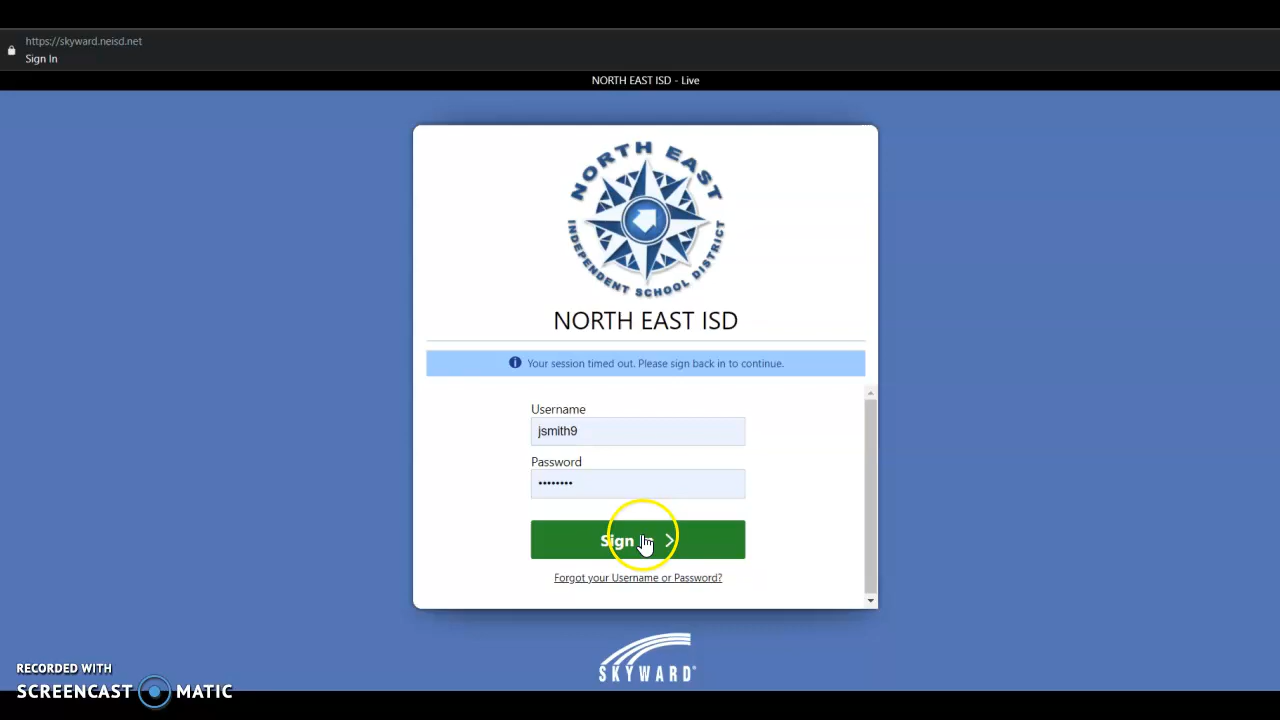 https://skyward.neisd.net
Sign In
NORTH EAST ISD - Live
NORTH EAST
INDEPENDENT SCHOOL DISTRICT
NORTH EAST ISD
Your session timed out. Please sign back in to continue.
Username
jsmith9
Password
••••••••
Sign
Forgot your Username or Password?
SKYWARD
RECORDED WITH
SCREENCAST MATIC